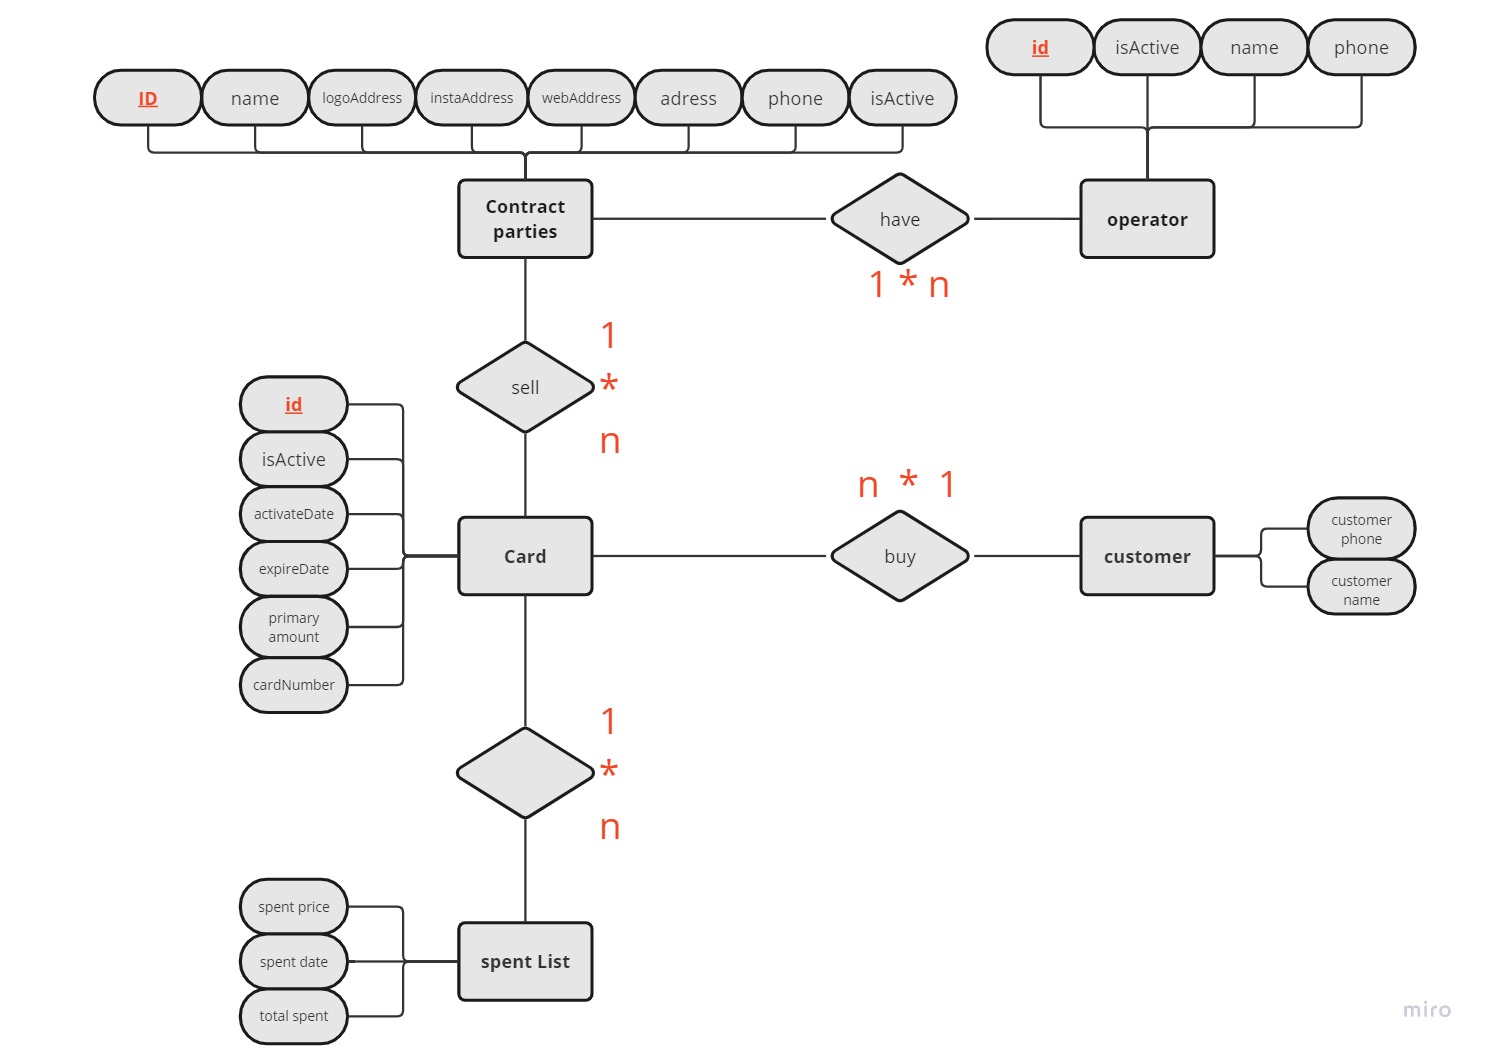 id
isActive
name
phone
ID
name
logoAddress
instaAddress
webAddress
adress
phone
isActive
Contract
parties
have
operator
1 * n
1
*
n
sell
id
isActive
activateDate
expireDate
primary
amount
cardNumber
Card
n * 1
buy
customer
customer
phone
customer
name
1
*
n
spent price
spent date
total spent
spent List
miro